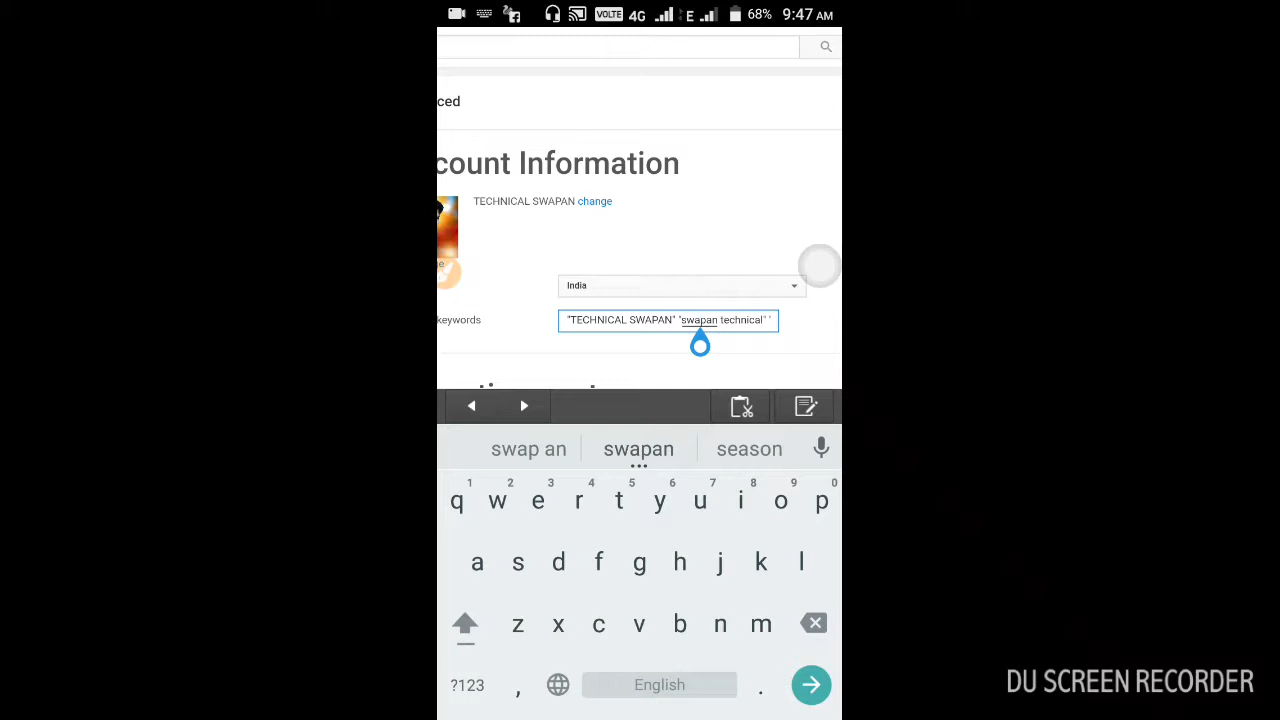 VOLTE 4G E 68% 9:47 AM
ced
count Information
TECHNICAL SWAPAN change
India
keywords
"TECHNICAL SWAPAN" "swapan technical" "
swap an swapan season
1 2 3 4 5 6 7 8 9 0
q w e r t y u i o p
a s d f g h j k l
z x c v b n m
?123 , English .
DU SCREEN RECORDER